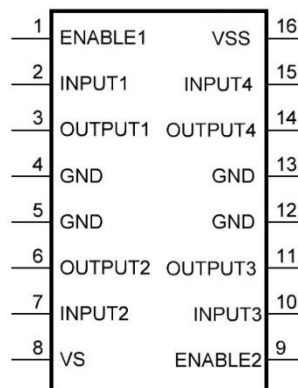 1 ENABLE1 VSS 16
2 INPUT1 INPUT4 15
3 OUTPUT1 OUTPUT4 14
4 GND GND 13
5 GND GND 12
6 OUTPUT2 OUTPUT3 11
7 INPUT2 INPUT3 10
8 VS ENABLE2 9